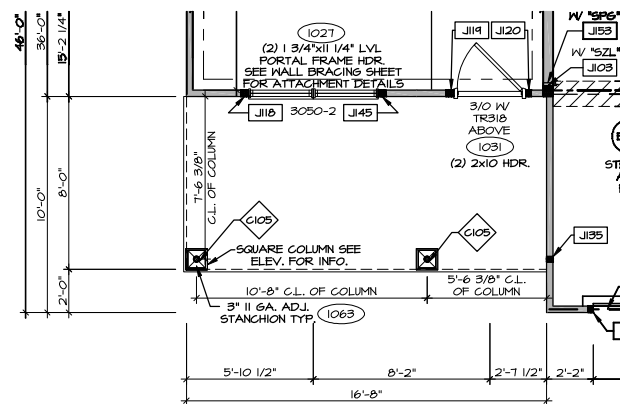 46'-0"
36'-0"
15'-2 1/4"
1027
(2) 1 3/4"x11 1/4" LVL
PORTAL FRAME HDR.
SEE WALL BRACING SHEET
FOR ATTACHMENT DETAILS
J119
J120
W/ "SPS"
J153
W/ "SZL"
J103
J118
3050-2
J145
3/0 W/
TR318
ABOVE
1031
(2) 2x10 HDR.
10'-0"
8'-0"
7'-6 3/8"
C.L. OF COLUMN
C105
C105
SQUARE COLUMN SEE
ELEV. FOR INFO.
J135
2'-0"
10'-8" C.L. OF COLUMN
5'-6 3/8" C.L.
OF COLUMN
3" 11 GA. ADJ.
STANCHION TYP.
1063
5'-10 1/2"
8'-2"
2'-7 1/2"
2'-2"
16'-8"